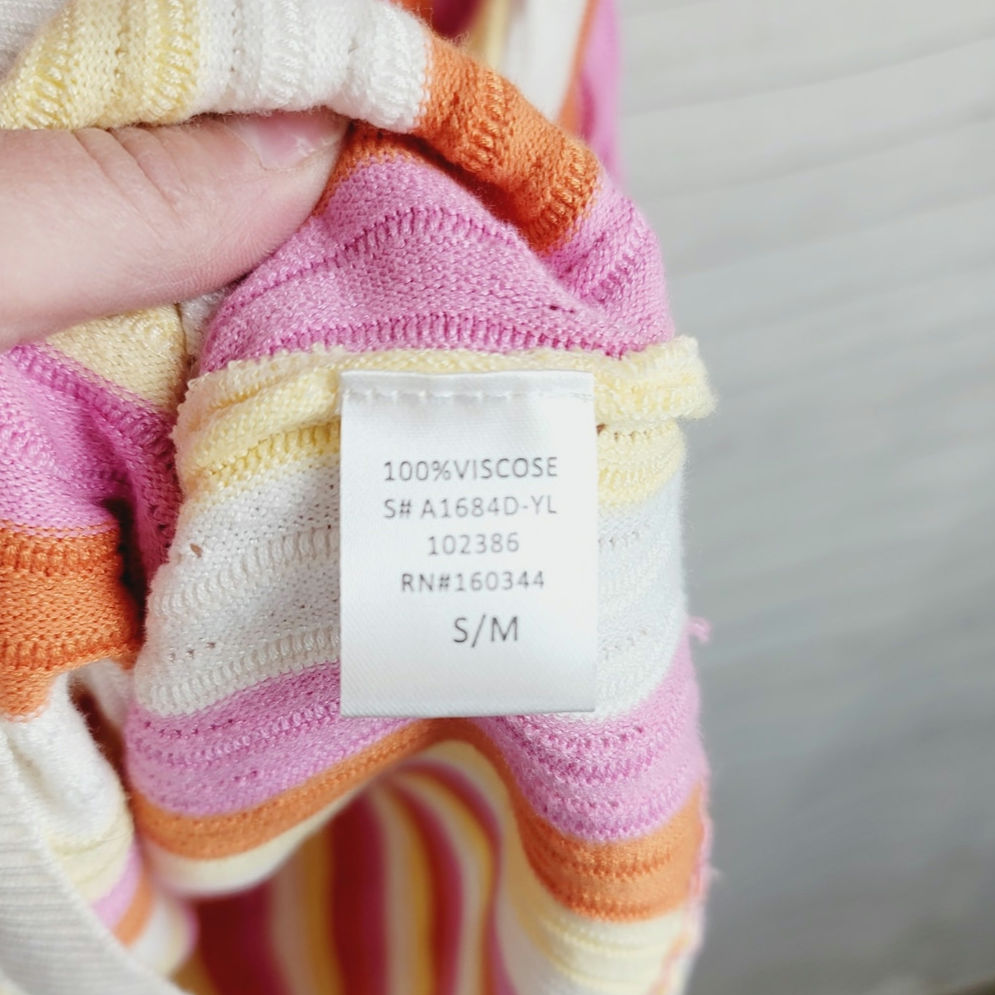 100%VISCOSE
S# A1684D-YL
102386
RN#160344
S/M